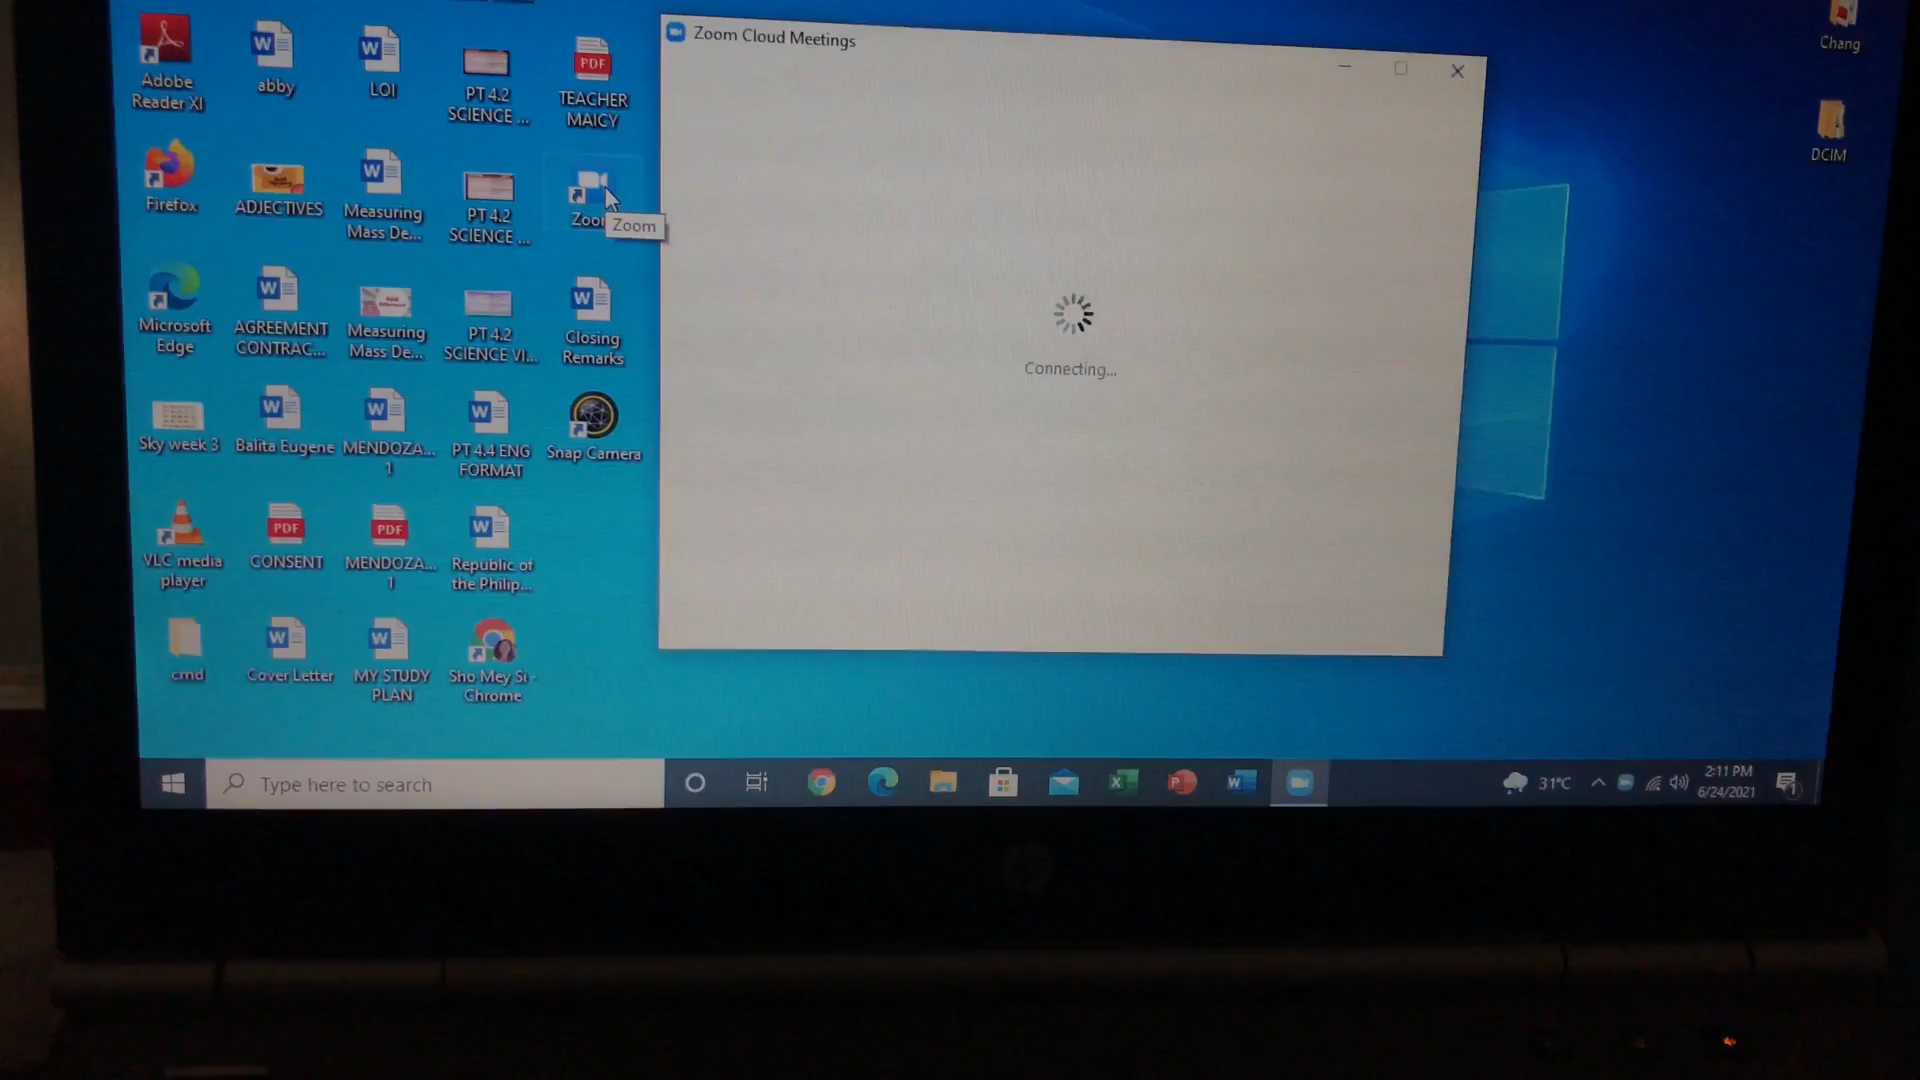 Zoom Cloud Meetings
Connecting...
Adobe
Reader XI
abby
LOI
PT 4.2
SCIENCE ...
PDF
TEACHER
MAICY
Firefox
ADJECTIVES
Measuring
Mass De...
PT 4.2
SCIENCE ...
Zoom
Microsoft
Edge
AGREEMENT
CONTRAC...
Measuring
Mass De...
PT 4.2
SCIENCE VI...
Closing
Remarks
Sky week 3
Balita Eugene
MENDOZA...
1
PT 4.4 ENG
FORMAT
Snap Camera
VLC media
player
PDF
CONSENT
PDF
MENDOZA...
1
Republic of
the Philip...
cmd
Cover Letter
MY STUDY
PLAN
Sho Mey Si -
Chrome
Chang
DCIM
Type here to search
31°C
2:11 PM
6/24/2021
1
hp